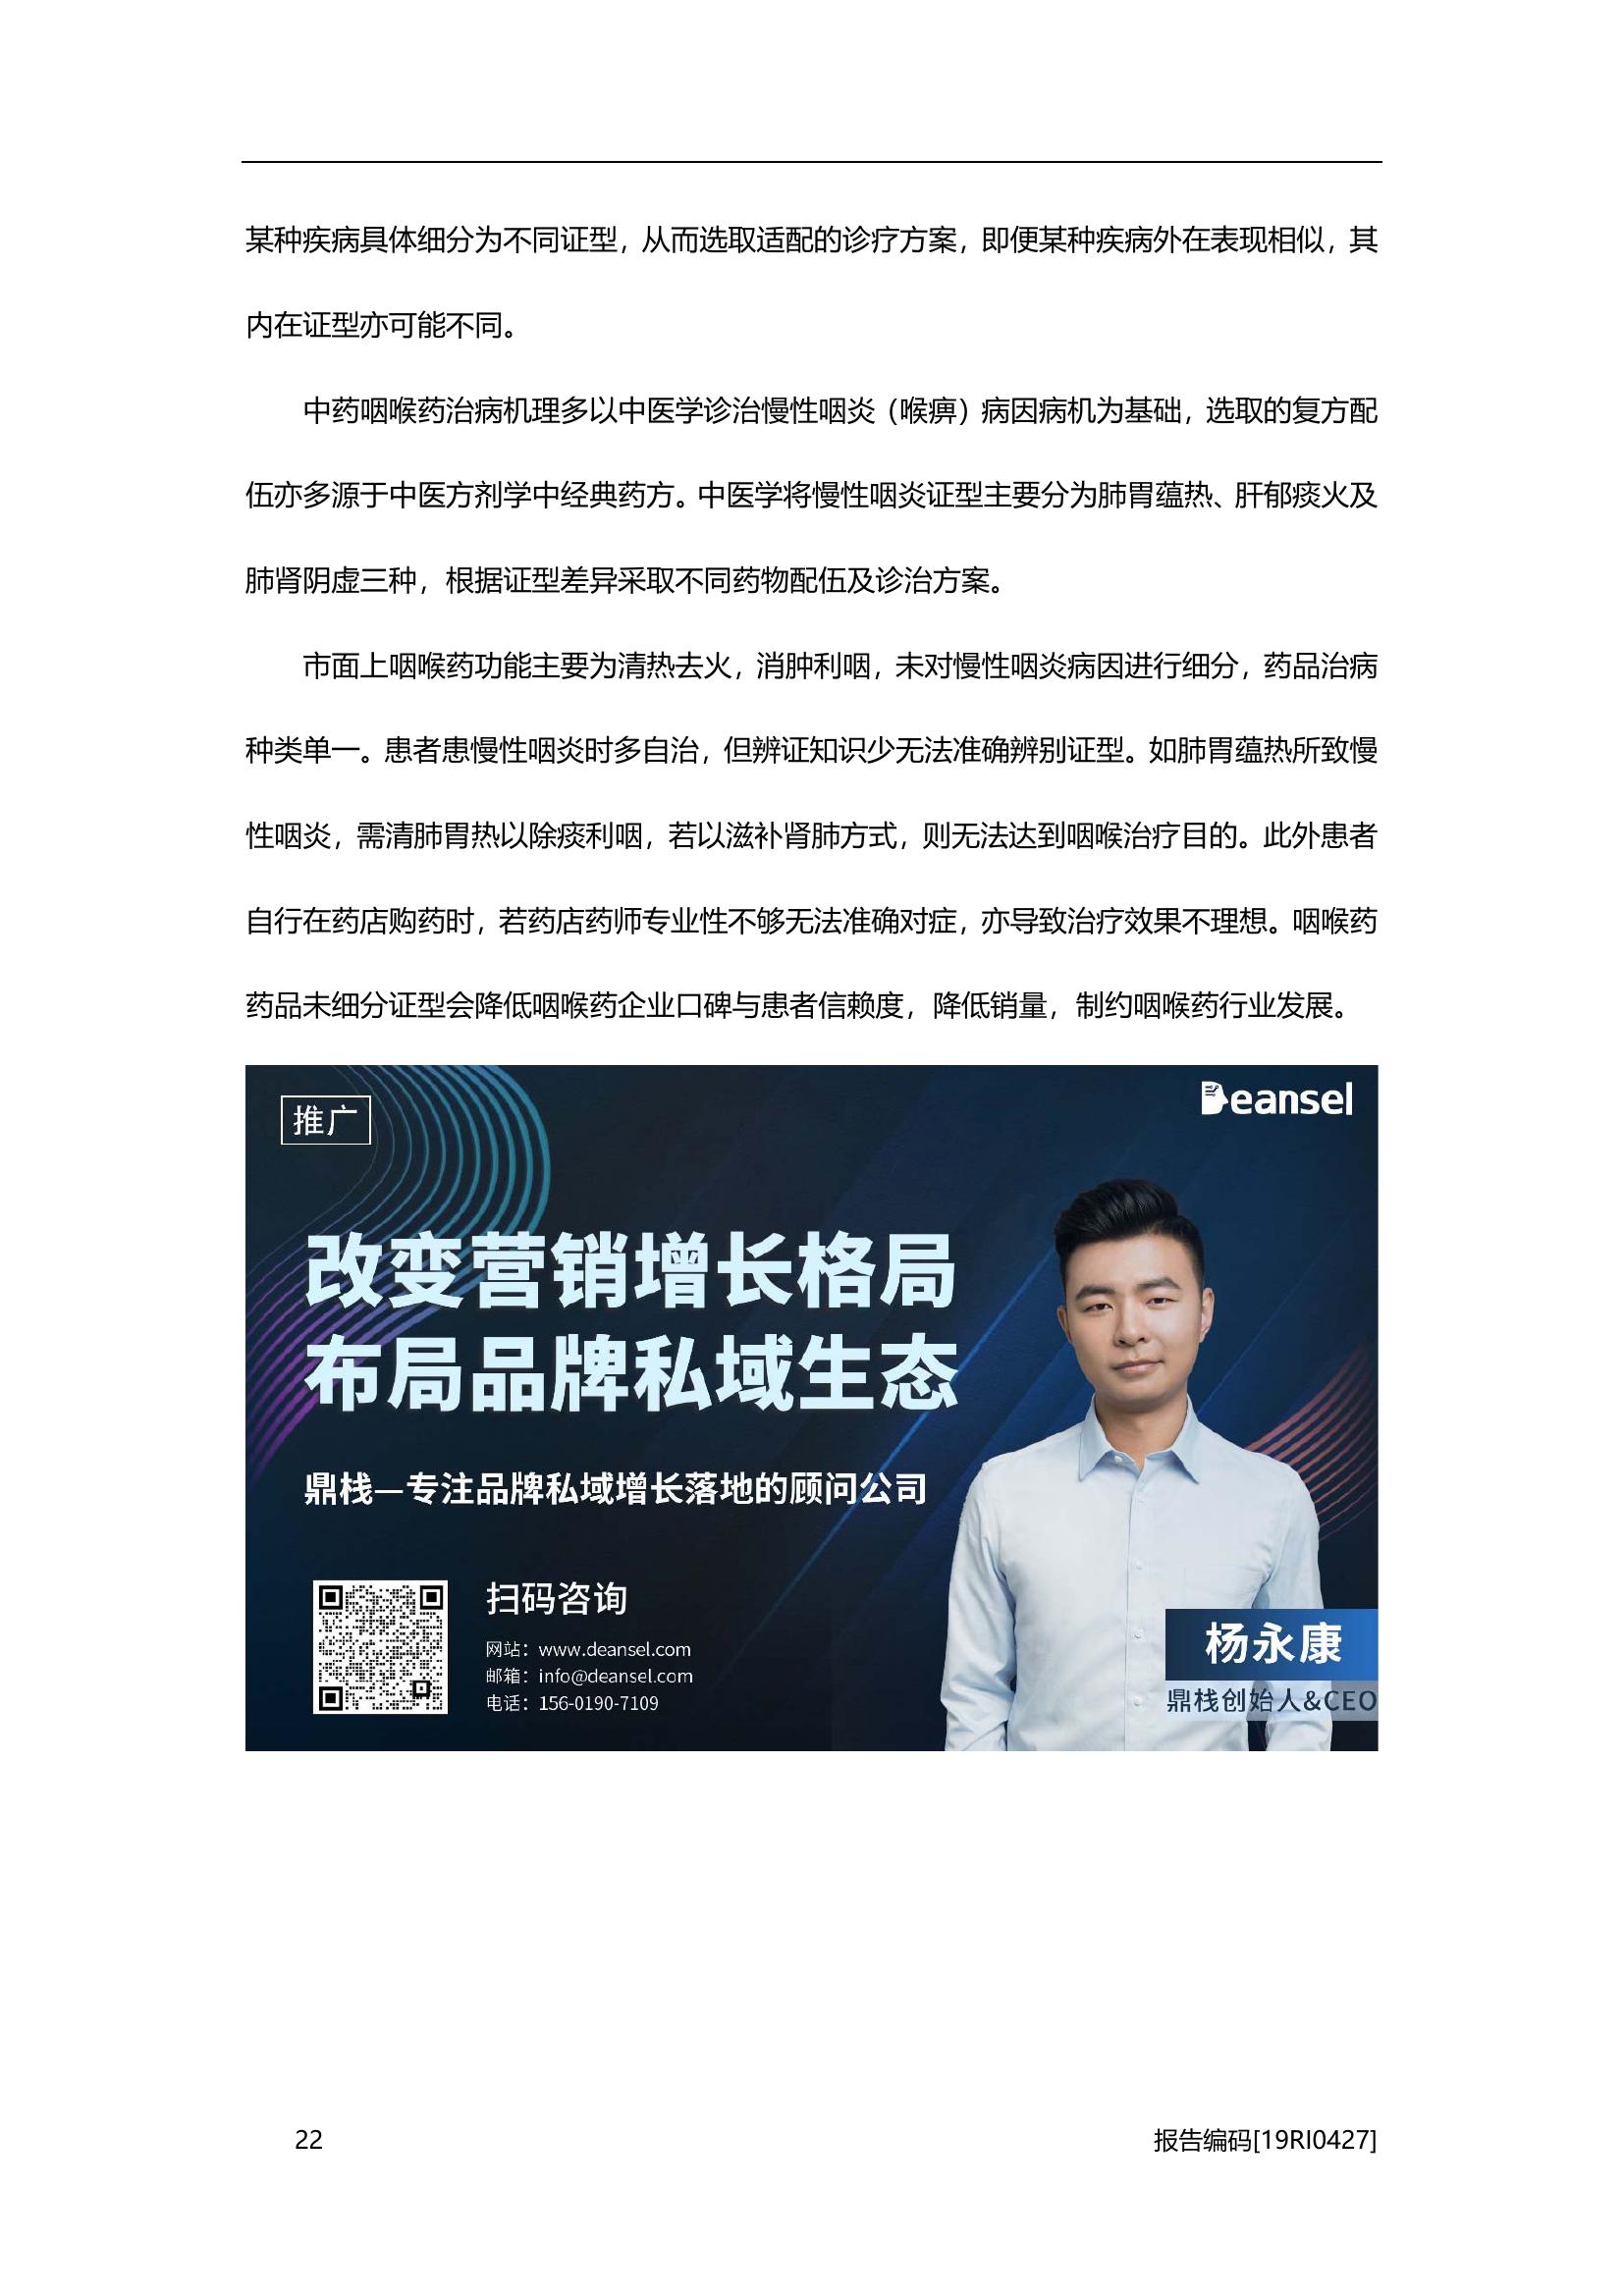 某种疾病具体细分为不同证型，从而选取适配的诊疗方案，即便某种疾病外在表现相似，其
内在证型亦可能不同。
中药咽喉药治病机理多以中医学诊治慢性咽炎（喉痹）病因病机为基础，选取的复方配
伍亦多源于中医方剂学中经典药方。中医学将慢性咽炎证型主要分为肺胃蕴热、肝郁痰火及
肺肾阴虚三种，根据证型差异采取不同药物配伍及诊治方案。
市面上咽喉药功能主要为清热去火，消肿利咽，未对慢性咽炎病因进行细分，药品治病
种类单一。患者患慢性咽炎时多自治，但辨证知识少无法准确辨别证型。如肺胃蕴热所致慢
性咽炎，需清肺胃热以除痰利咽，若以滋补肾肺方式，则无法达到咽喉治疗目的。此外患者
自行在药店购药时，若药店药师专业性不够无法准确对症，亦导致治疗效果不理想。咽喉药
药品未细分证型会降低咽喉药企业口碑与患者信赖度，降低销量，制约咽喉药行业发展。
推广
Deansel
改变营销增长格局
布局品牌私域生态
鼎栈—专注品牌私域增长落地的顾问公司
扫码咨询
网站：www.deansel.com
邮箱：info@deansel.com
电话：156-0190-7109
杨永康
鼎栈创始人&CEO
22
报告编码[19RI0427]